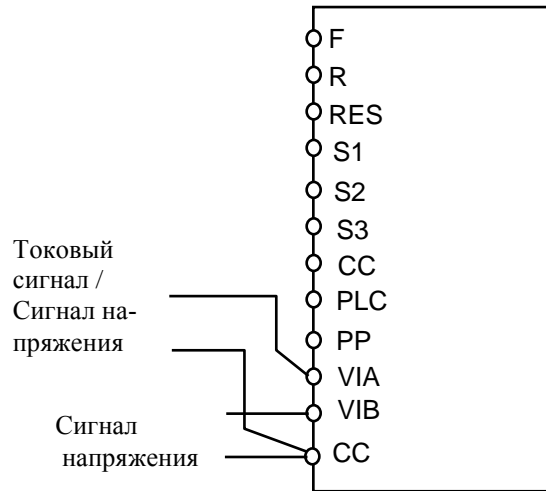 F
R
RES
S1
S2
S3
CC
PLC
PP
VIA
VIB
CC
Токовый
сигнал /
Сигнал на-
пряжения
Сигнал
напряжения